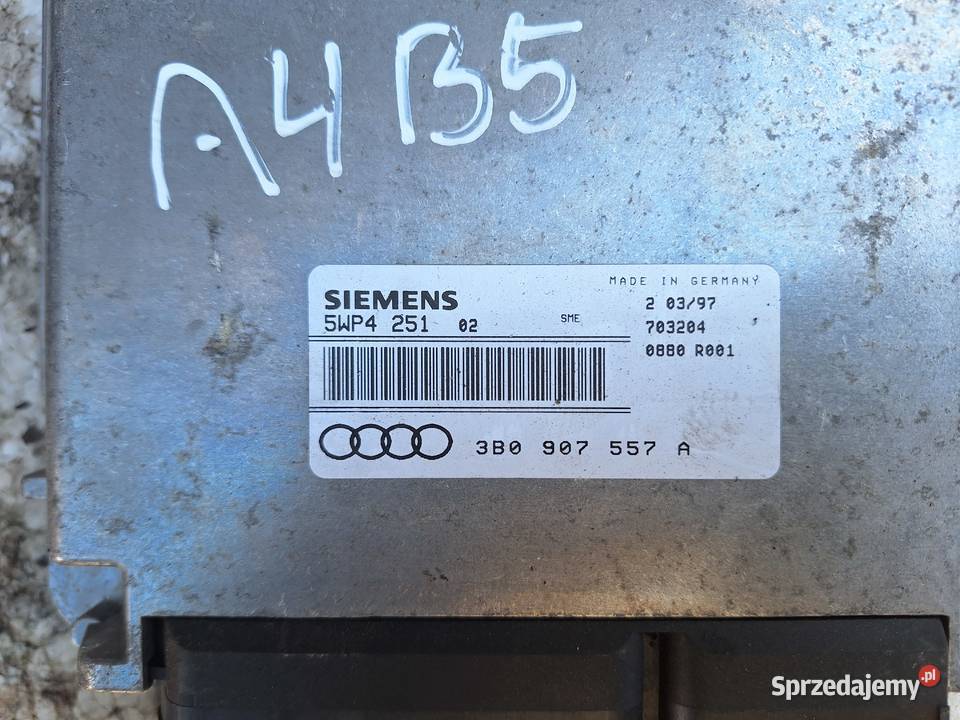 A4 B5
MADE IN GERMANY
SIEMENS
2 03/97
5WP4 251 02 SME
703204
0880 R001
3B0 907 557 A
Sprzedajemy.pl